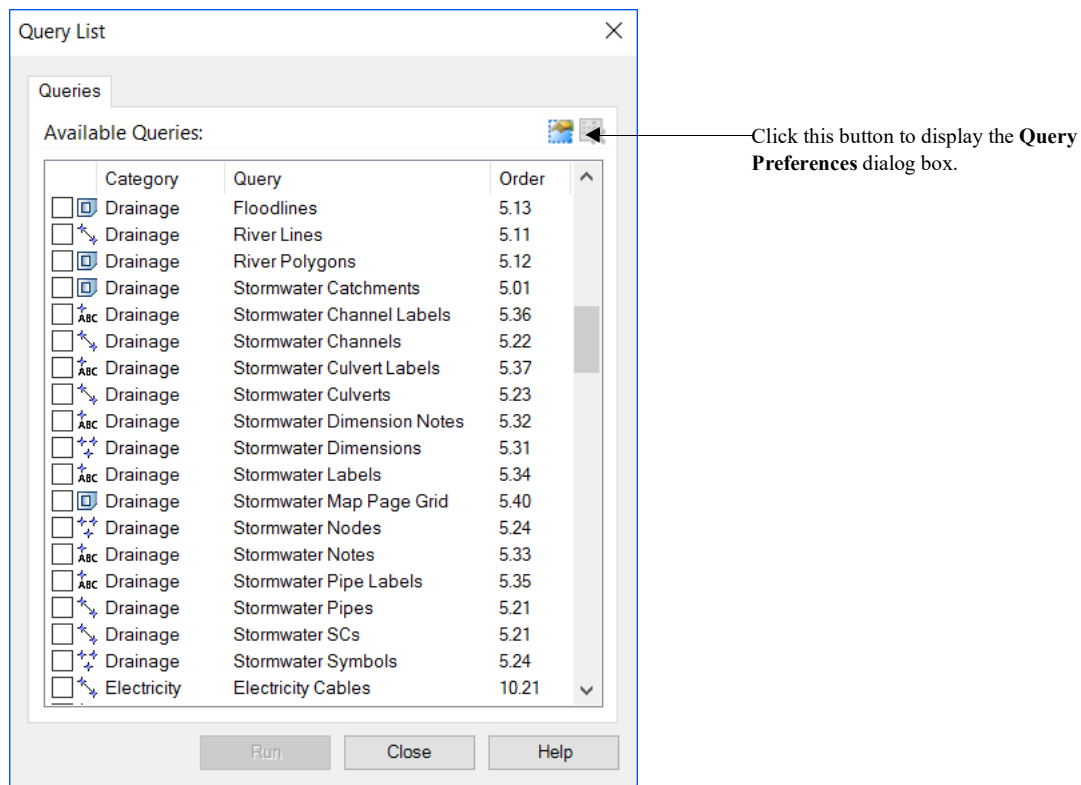 Query List
Queries
Available Queries:
Click this button to display the Query
Preferences dialog box.
Category Query Order
Drainage Floodlines 5.13
Drainage River Lines 5.11
Drainage River Polygons 5.12
Drainage Stormwater Catchments 5.01
ABC Drainage Stormwater Channel Labels 5.36
Drainage Stormwater Channels 5.22
ABC Drainage Stormwater Culvert Labels 5.37
Drainage Stormwater Culverts 5.23
ABC Drainage Stormwater Dimension Notes 5.32
Drainage Stormwater Dimensions 5.31
ABC Drainage Stormwater Labels 5.34
Drainage Stormwater Map Page Grid 5.40
Drainage Stormwater Nodes 5.24
ABC Drainage Stormwater Notes 5.33
ABC Drainage Stormwater Pipe Labels 5.35
Drainage Stormwater Pipes 5.21
Drainage Stormwater SCs 5.21
Drainage Stormwater Symbols 5.24
Electricity Electricity Cables 10.21
Run Close Help